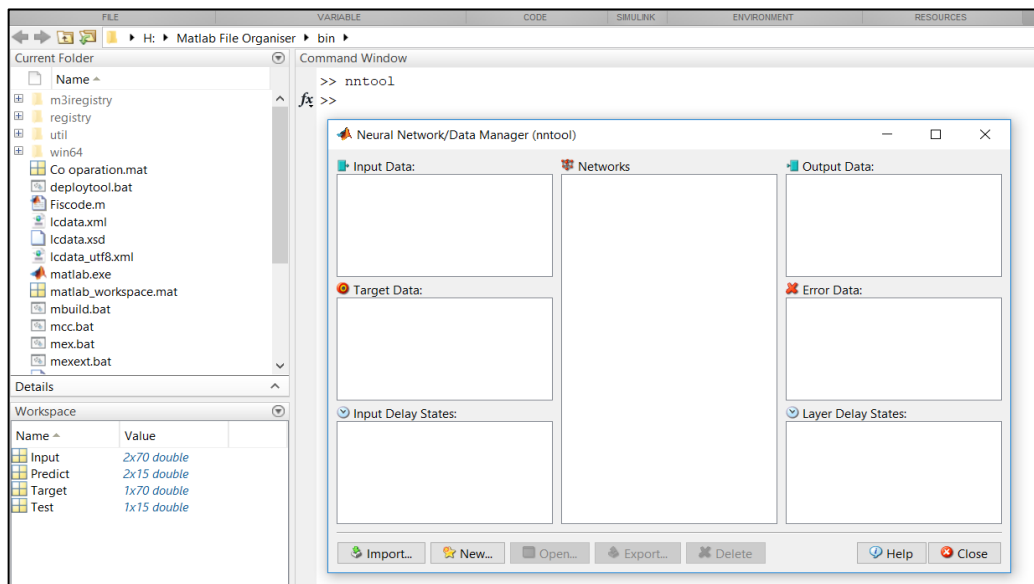 FILE VARIABLE CODE SIMULINK ENVIRONMENT RESOURCES
H: Matlab File Organiser bin
Current Folder
Name
m3iregistry
registry
util
win64
Co oparation.mat
deploytool.bat
Fiscode.m
lcdata.xml
lcdata.xsd
lcdata_utf8.xml
matlab.exe
matlab_workspace.mat
mbuild.bat
mcc.bat
mex.bat
mexext.bat
Details
Workspace
Name Value
Input 2x70 double
Predict 2x15 double
Target 1x70 double
Test 1x15 double
Command Window
>> nntool
fx >>
Neural Network/Data Manager (nntool)
Input Data:
Networks
Output Data:
Target Data:
Error Data:
Input Delay States:
Layer Delay States:
Import... New... Open... Export... Delete Help Close